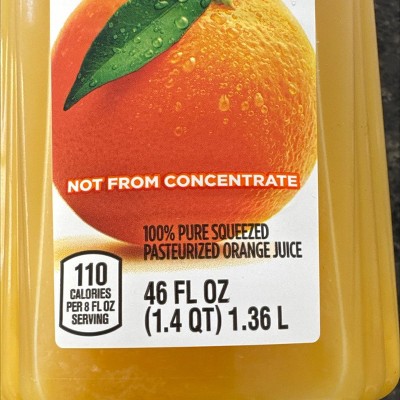 NOT FROM CONCENTRATE
100% PURE SQUEEZED
PASTEURIZED ORANGE JUICE
110
CALORIES
PER 8 FL OZ
SERVING
46 FL OZ
(1.4 QT) 1.36 L